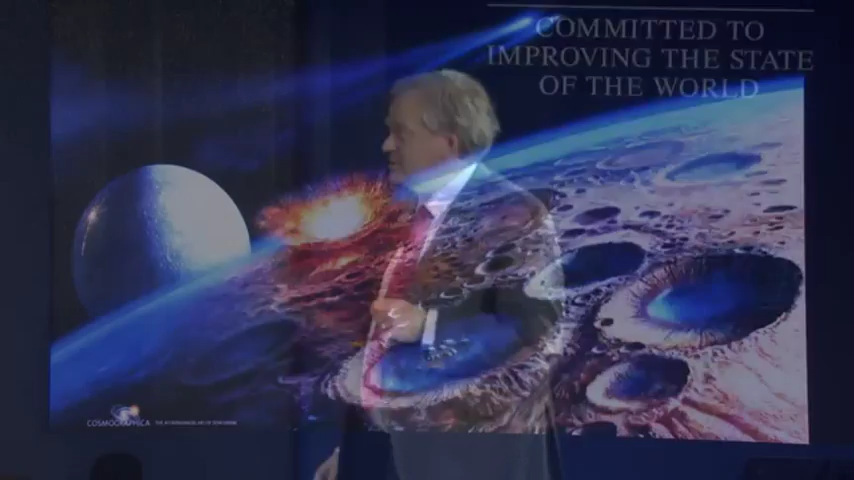 COMMITTED TO
IMPROVING THE STATE
OF THE WORLD
COSMOGRAPHICA